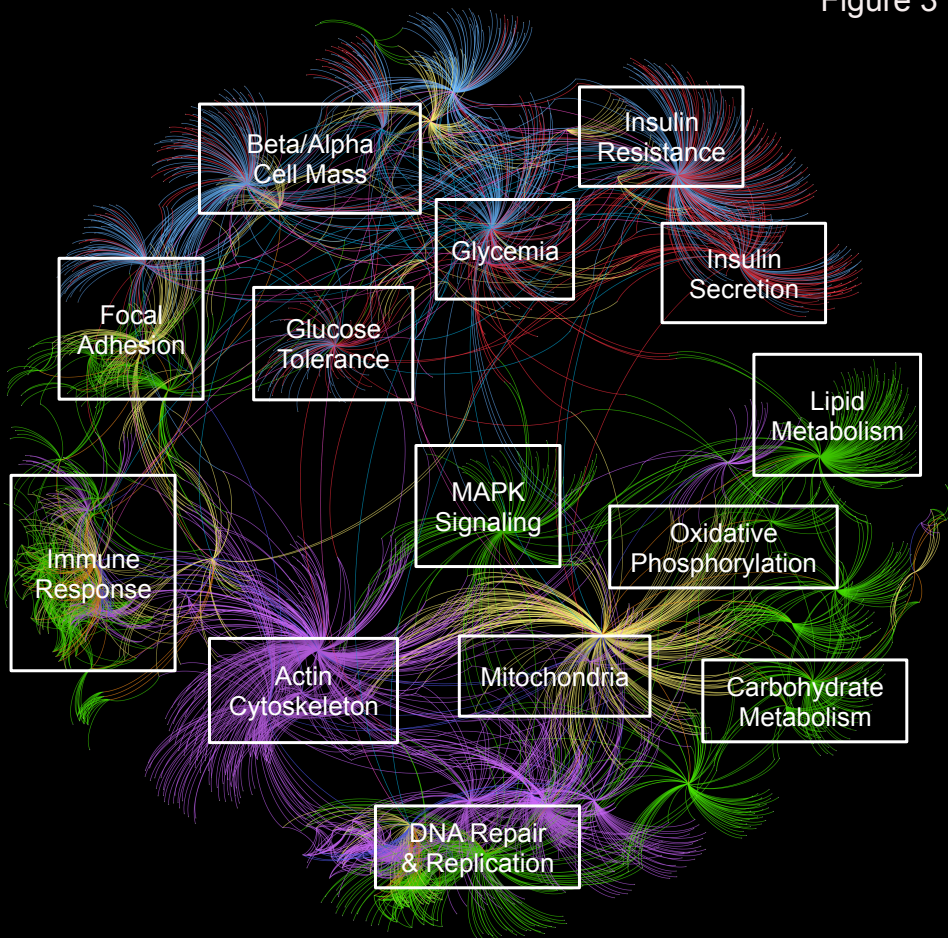 Figure 3
Beta/Alpha
Cell Mass
Insulin
Resistance
Glycemia
Insulin
Secretion
Focal
Adhesion
Glucose
Tolerance
Lipid
Metabolism
MAPK
Signaling
Oxidative
Phosphorylation
Immune
Response
Actin
Cytoskeleton
Mitochondria
Carbohydrate
Metabolism
DNA Repair
& Replication